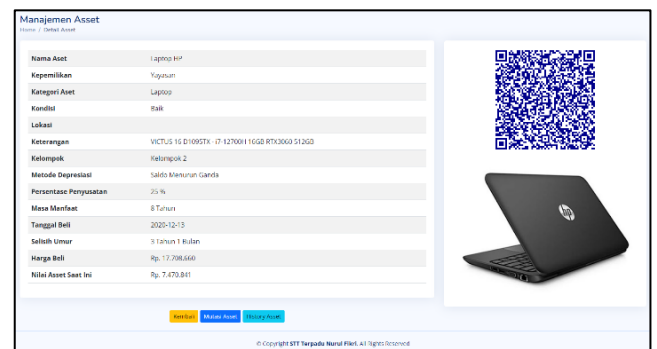 Manajemen Asset
Home / Detail Asset
Nama Aset Laptop HP
Kepemilikan Yayasan
Kategori Aset Laptop
Kondisi Baik
Lokasi
Keterangan VICTUS 16 D1095TX - i7-12700H 16GB RTX3060 512GB
Kelompok Kelompok 2
Metode Depresiasi Saldo Menurun Ganda
Persentase Penyusutan 25 %
Masa Manfaat 8 Tahun
Tanggal Beli 2020-12-13
Selisih Umur 3 Tahun 1 Bulan
Harga Beli Rp. 17.708.660
Nilai Asset Saat Ini Rp. 7.470.841
Kembali Mutasi Asset History Asset
© Copyright STT Terpadu Nurul Fikri. All Rights Reserved
hp